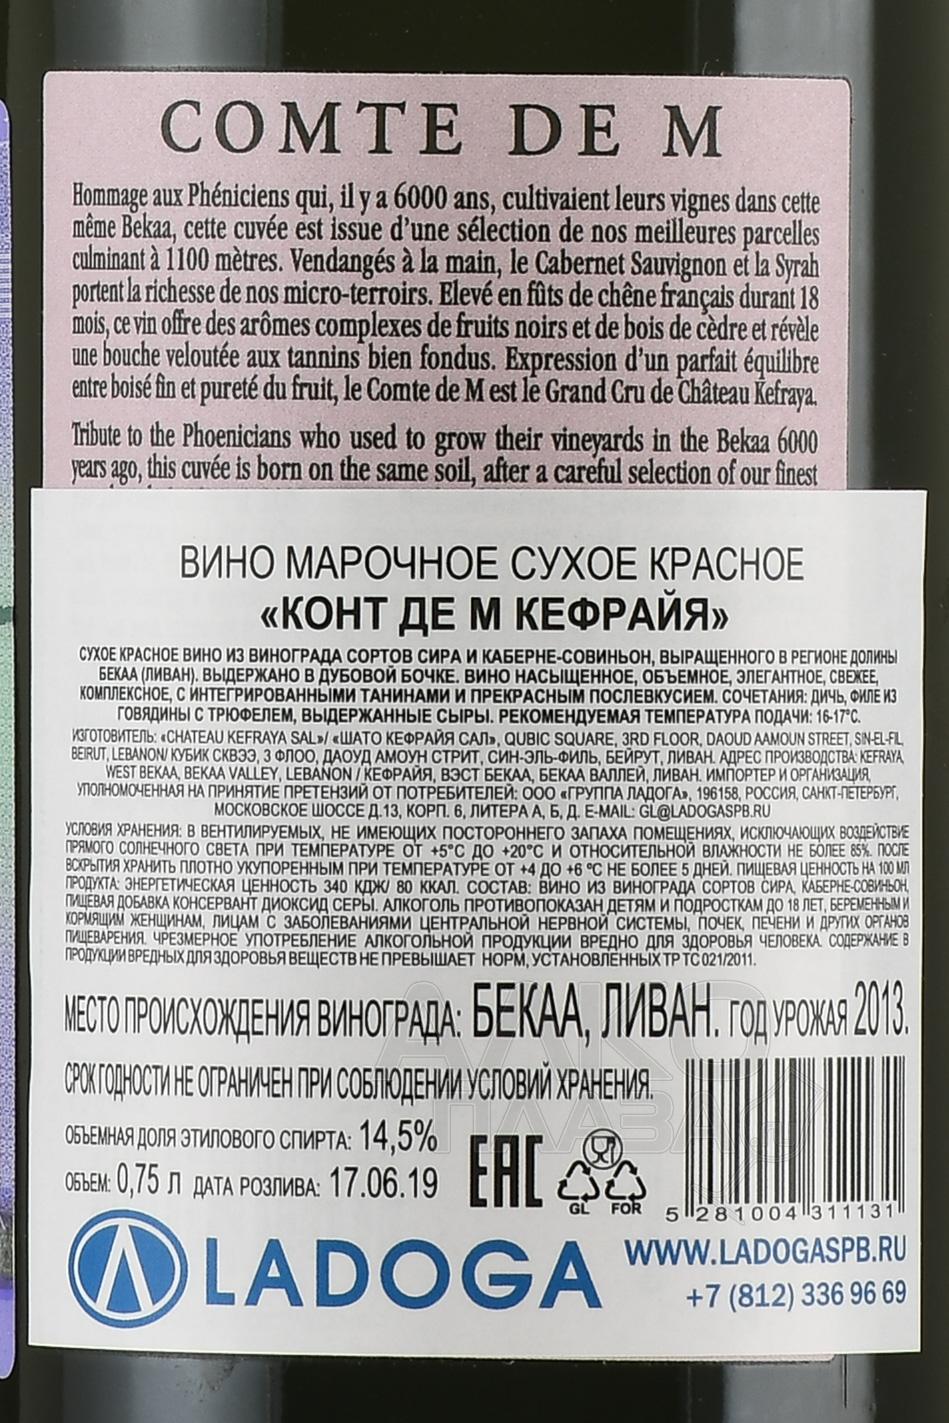 COMTE DE M
Hommage aux Phéniciens qui, il y a 6000 ans, cultivaient leurs vignes dans cette
même Bekaa, cette cuvée est issue d'une sélection de nos meilleures parcelles
culminant à 1100 mètres. Vendangés à la main, le Cabernet Sauvignon et la Syrah
portent la richesse de nos micro-terroirs. Elevé en fûts de chêne français durant 18
mois, ce vin offre des arômes complexes de fruits noirs et de bois de cèdre et révèle
une bouche veloutée aux tannins bien fondus. Expression d'un parfait équilibre
entre boisé fin et pureté du fruit, le Comte de M est le Grand Cru de Château Kefraya.
Tribute to the Phoenicians who used to grow their vineyards in the Bekaa 6000
years ago, this cuvée is born on the same soil, after a careful selection of our finest
ВИНО МАРОЧНОЕ СУХОЕ КРАСНОЕ
«КОНТ ДЕ М КЕФРАЙЯ»
СУХОЕ КРАСНОЕ ВИНО ИЗ ВИНОГРАДА СОРТОВ СИРА И КАБЕРНЕ-СОВИНЬОН, ВЫРАЩЕННОГО В РЕГИОНЕ ДОЛИНЫ
БЕКАА (ЛИВАН). ВЫДЕРЖАНО В ДУБОВОЙ БОЧКЕ. ВИНО НАСЫЩЕННОЕ, ОБЪЕМНОЕ, ЭЛЕГАНТНОЕ, СВЕЖЕЕ,
КОМПЛЕКСНОЕ, С ИНТЕГРИРОВАННЫМИ ТАНИНАМИ И ПРЕКРАСНЫМ ПОСЛЕВКУСИЕМ. СОЧЕТАНИЯ: ДИЧЬ, ФИЛЕ ИЗ
ГОВЯДИНЫ С ТРЮФЕЛЕМ, ВЫДЕРЖАННЫЕ СЫРЫ. РЕКОМЕНДУЕМАЯ ТЕМПЕРАТУРА ПОДАЧИ: 16-17°С.
ИЗГОТОВИТЕЛЬ: «CHATEAU KEFRAYA SAL»/ «ШАТО КЕФРАЙЯ САЛ», QUBIC SQUARE, 3RD FLOOR, DAOUD AAMOUN STREET, SIN-EL-FIL,
BEIRUT, LEBANON/ КУБИК СКВЭЭ, 3 ФЛОО, ДАОУД АМОУН СТРИТ, СИН-ЭЛЬ-ФИЛЬ, БЕЙРУТ, ЛИВАН. АДРЕС ПРОИЗВОДСТВА: KEFRAYA,
WEST BEKAA, BEKAA VALLEY, LEBANON / КЕФРАЙЯ, ВЭСТ БЕКАА, БЕКАА ВАЛЛЕЙ, ЛИВАН. ИМПОРТЕР И ОРГАНИЗАЦИЯ,
УПОЛНОМОЧЕННАЯ НА ПРИНЯТИЕ ПРЕТЕНЗИЙ ОТ ПОТРЕБИТЕЛЕЙ: ООО «ГРУППА ЛАДОГА», 196158, РОССИЯ, САНКТ-ПЕТЕРБУРГ,
МОСКОВСКОЕ ШОССЕ Д.13, КОРП. 6, ЛИТЕРА А, Б, Д. E-MAIL: GL@LADOGASPB.RU
УСЛОВИЯ ХРАНЕНИЯ: В ВЕНТИЛИРУЕМЫХ, НЕ ИМЕЮЩИХ ПОСТОРОННЕГО ЗАПАХА ПОМЕЩЕНИЯХ, ИСКЛЮЧАЮЩИХ ВОЗДЕЙСТВИЕ
ПРЯМОГО СОЛНЕЧНОГО СВЕТА ПРИ ТЕМПЕРАТУРЕ ОТ +5°С ДО +20°С И ОТНОСИТЕЛЬНОЙ ВЛАЖНОСТИ НЕ БОЛЕЕ 85%. ПОСЛЕ
ВСКРЫТИЯ ХРАНИТЬ ПЛОТНО УКУПОРЕННЫМ ПРИ ТЕМПЕРАТУРЕ ОТ +4 ДО +6 °С НЕ БОЛЕЕ 5 ДНЕЙ. ПИЩЕВАЯ ЦЕННОСТЬ НА 100 МЛ
ПРОДУКТА: ЭНЕРГЕТИЧЕСКАЯ ЦЕННОСТЬ 340 КДЖ/ 80 ККАЛ. СОСТАВ: ВИНО ИЗ ВИНОГРАДА СОРТОВ СИРА, КАБЕРНЕ-СОВИНЬОН,
ПИЩЕВАЯ ДОБАВКА КОНСЕРВАНТ ДИОКСИД СЕРЫ. АЛКОГОЛЬ ПРОТИВОПОКАЗАН ДЕТЯМ И ПОДРОСТКАМ ДО 18 ЛЕТ, БЕРЕМЕННЫМ И
КОРМЯЩИМ ЖЕНЩИНАМ, ЛИЦАМ С ЗАБОЛЕВАНИЯМИ ЦЕНТРАЛЬНОЙ НЕРВНОЙ СИСТЕМЫ, ПОЧЕК, ПЕЧЕНИ И ДРУГИХ ОРГАНОВ
ПИЩЕВАРЕНИЯ. ЧРЕЗМЕРНОЕ УПОТРЕБЛЕНИЕ АЛКОГОЛЬНОЙ ПРОДУКЦИИ ВРЕДНО ДЛЯ ЗДОРОВЬЯ ЧЕЛОВЕКА. СОДЕРЖАНИЕ В
ПРОДУКЦИИ ВРЕДНЫХ ДЛЯ ЗДОРОВЬЯ ВЕЩЕСТВ НЕ ПРЕВЫШАЕТ НОРМ, УСТАНОВЛЕННЫХ ТР ТС 021/2011.
МЕСТО ПРОИСХОЖДЕНИЯ ВИНОГРАДА: БЕКАА, ЛИВАН. ГОД УРОЖАЯ 2013.
СРОК ГОДНОСТИ НЕ ОГРАНИЧЕН ПРИ СОБЛЮДЕНИИ УСЛОВИЙ ХРАНЕНИЯ.
ОБЪЕМНАЯ ДОЛЯ ЭТИЛОВОГО СПИРТА: 14,5%
ОБЪЕМ: 0,75 Л ДАТА РОЗЛИВА: 17.06.19
EAC
GL FOR
5 281004 311131
LADOGA
WWW.LADOGASPB.RU
+7 (812) 336 96 69
АЛКО
ПЛАЗА